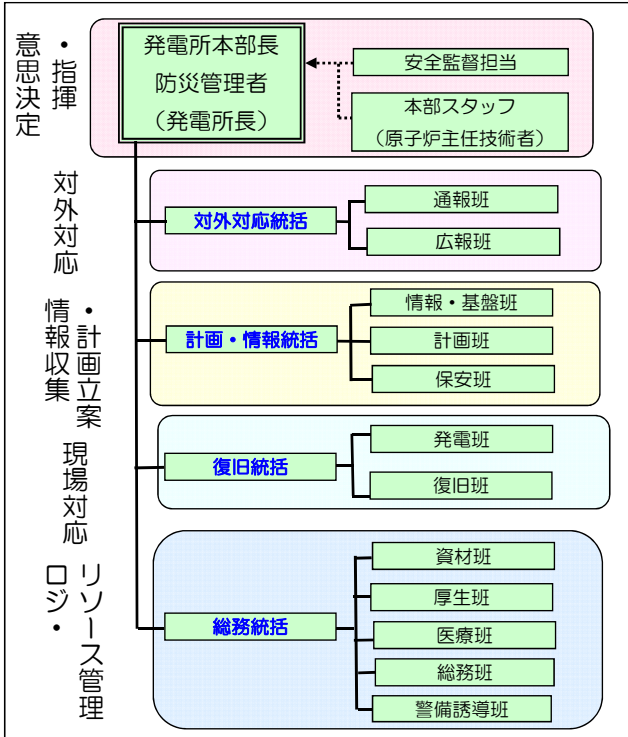 意思決定
・指揮
発電所本部長
防災管理者
(発電所長)
安全監督担当
本部スタッフ
(原子炉主任技術者)
対外対応
対外対応統括
通報班
広報班
情報収集
・計画立案
計画・情報統括
情報・基盤班
計画班
保安班
現場対応
復旧統括
発電班
復旧班
ロジ・
リソース管理
総務統括
資材班
厚生班
医療班
総務班
警備誘導班